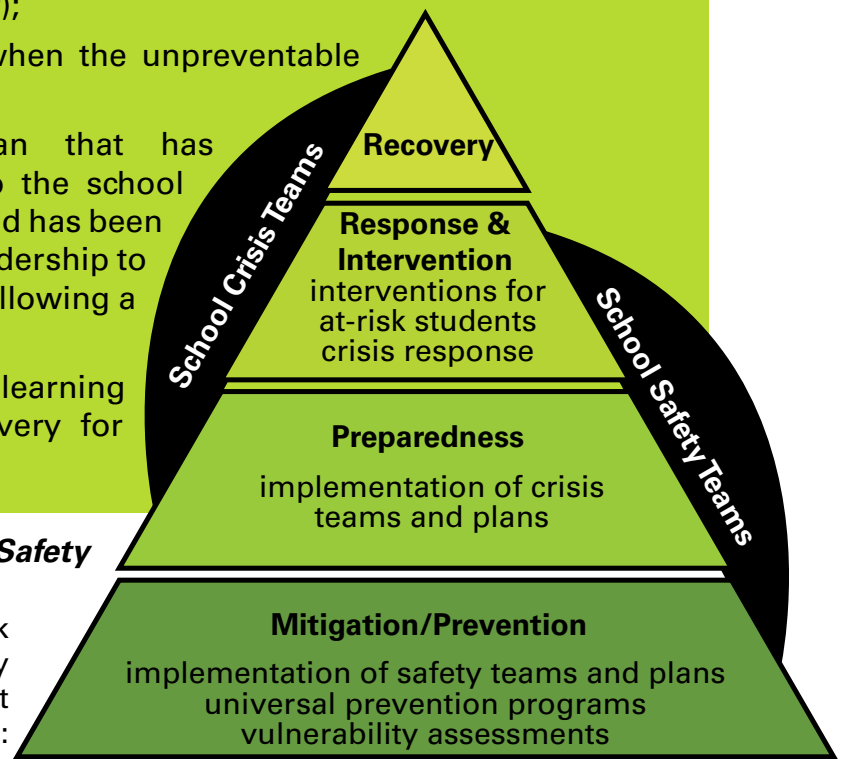 );
when the unpreventable
an that has
o the school
d has been
dership to
llowing a
learning
very for
Safety
k
y
t
:
School Crisis Teams
Recovery
Response &
Intervention
interventions for
at-risk students
crisis response
School Safety Teams
Preparedness
implementation of crisis
teams and plans
Mitigation/Prevention
implementation of safety teams and plans
universal prevention programs
vulnerability assessments